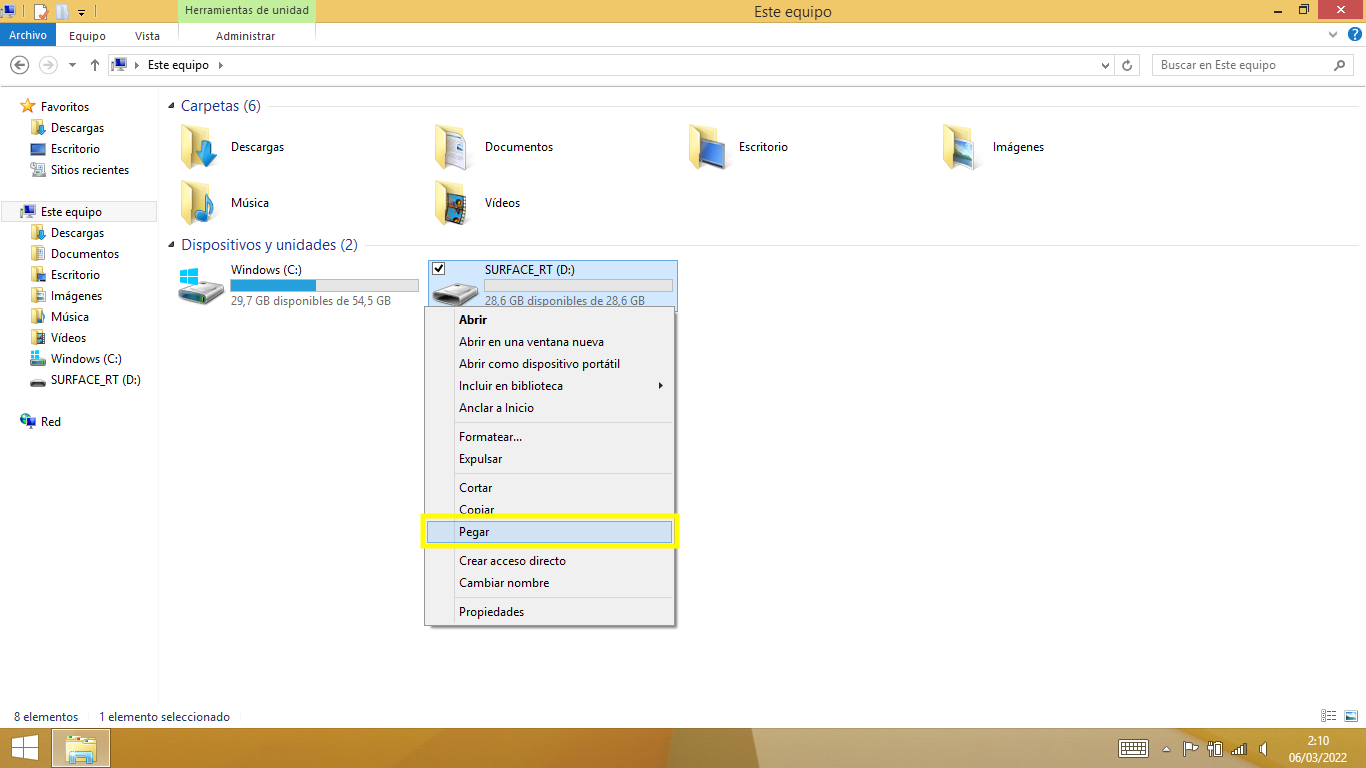 Herramientas de unidad
Este equipo
Archivo
Equipo
Vista
Administrar
Este equipo
Buscar en Este equipo
Favoritos
Descargas
Escritorio
Sitios recientes
Este equipo
Descargas
Documentos
Escritorio
Imágenes
Música
Vídeos
Windows (C:)
SURFACE_RT (D:)
Red
Carpetas (6)
Descargas
Documentos
Escritorio
Imágenes
Música
Vídeos
Dispositivos y unidades (2)
Windows (C:)
29,7 GB disponibles de 54,5 GB
SURFACE_RT (D:)
28,6 GB disponibles de 28,6 GB
Abrir
Abrir en una ventana nueva
Abrir como dispositivo portátil
Incluir en biblioteca
Anclar a Inicio
Formatear...
Expulsar
Cortar
Copiar
Pegar
Crear acceso directo
Cambiar nombre
Propiedades
8 elementos
1 elemento seleccionado
2:10
06/03/2022